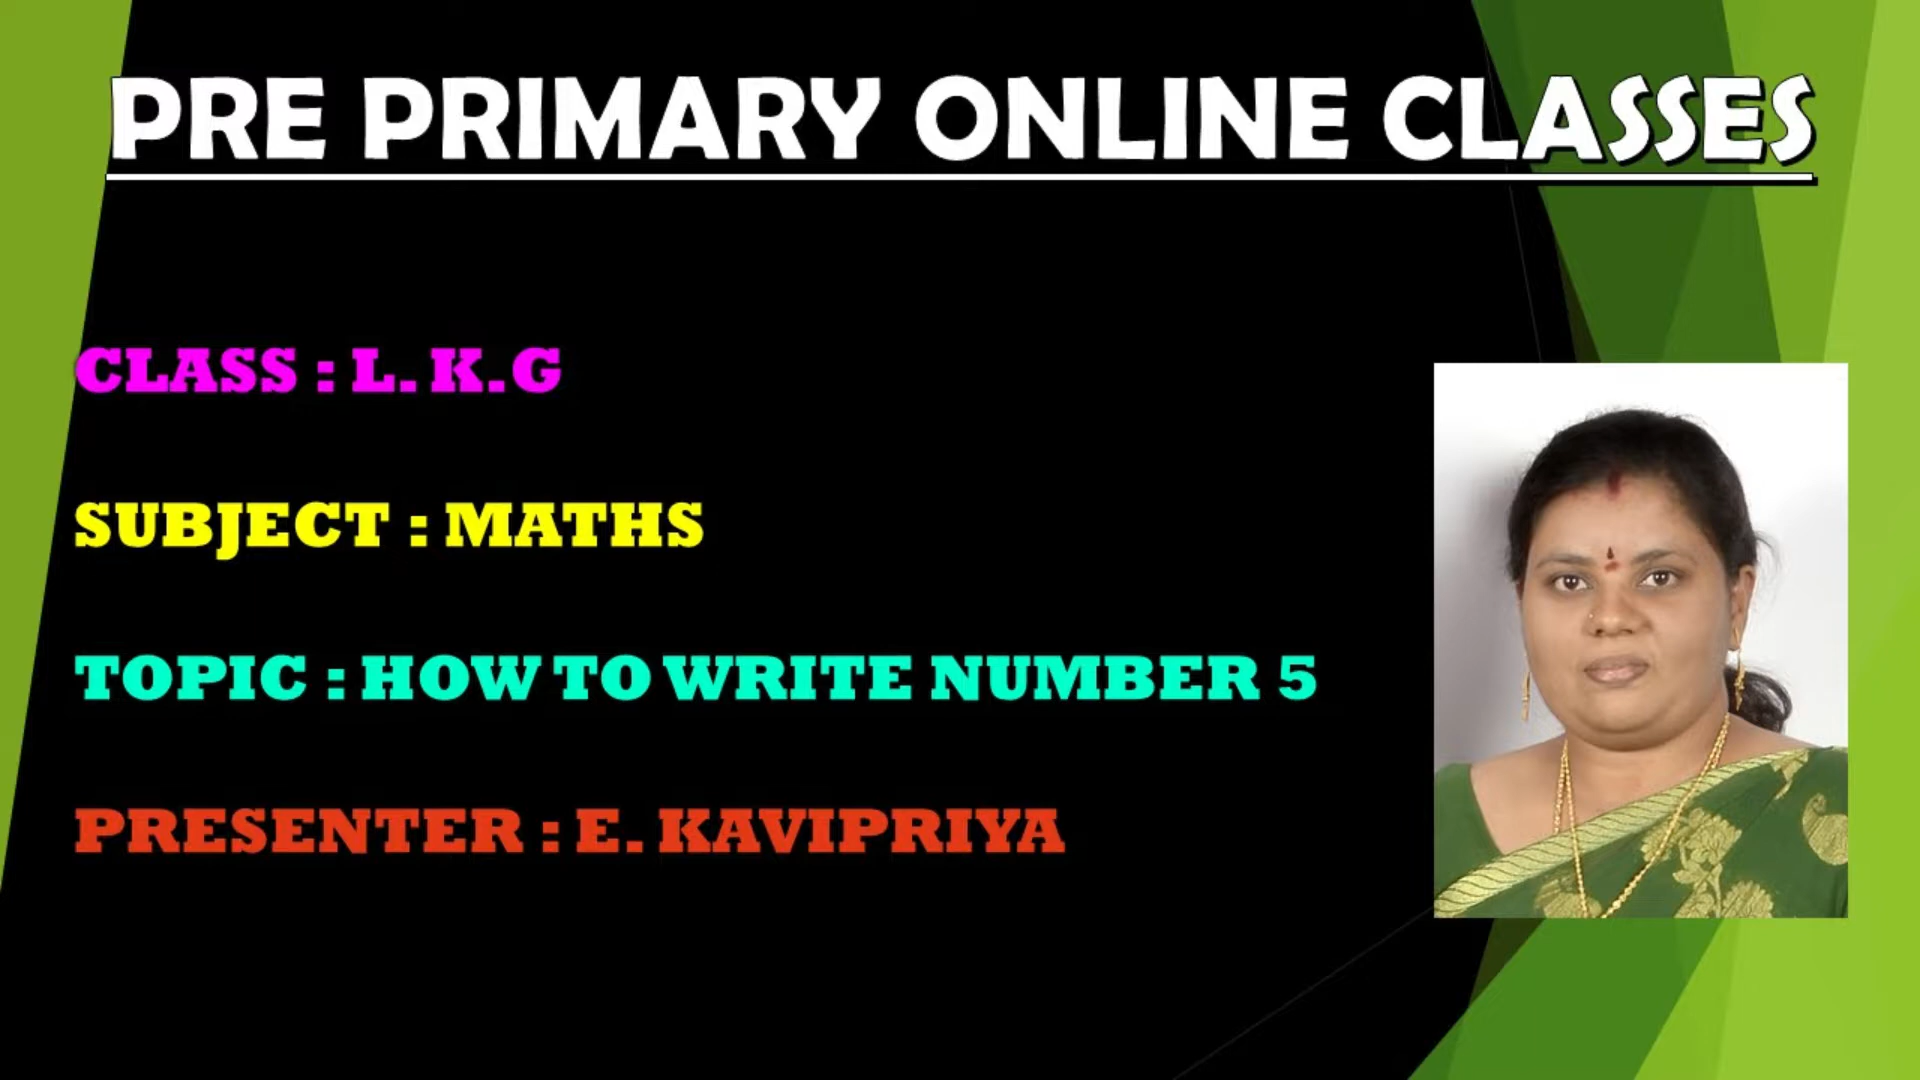 PRE PRIMARY ONLINE CLASSES
CLASS : L. K.G
SUBJECT : MATHS
TOPIC : HOW TO WRITE NUMBER 5
PRESENTER : E. KAVIPRIYA